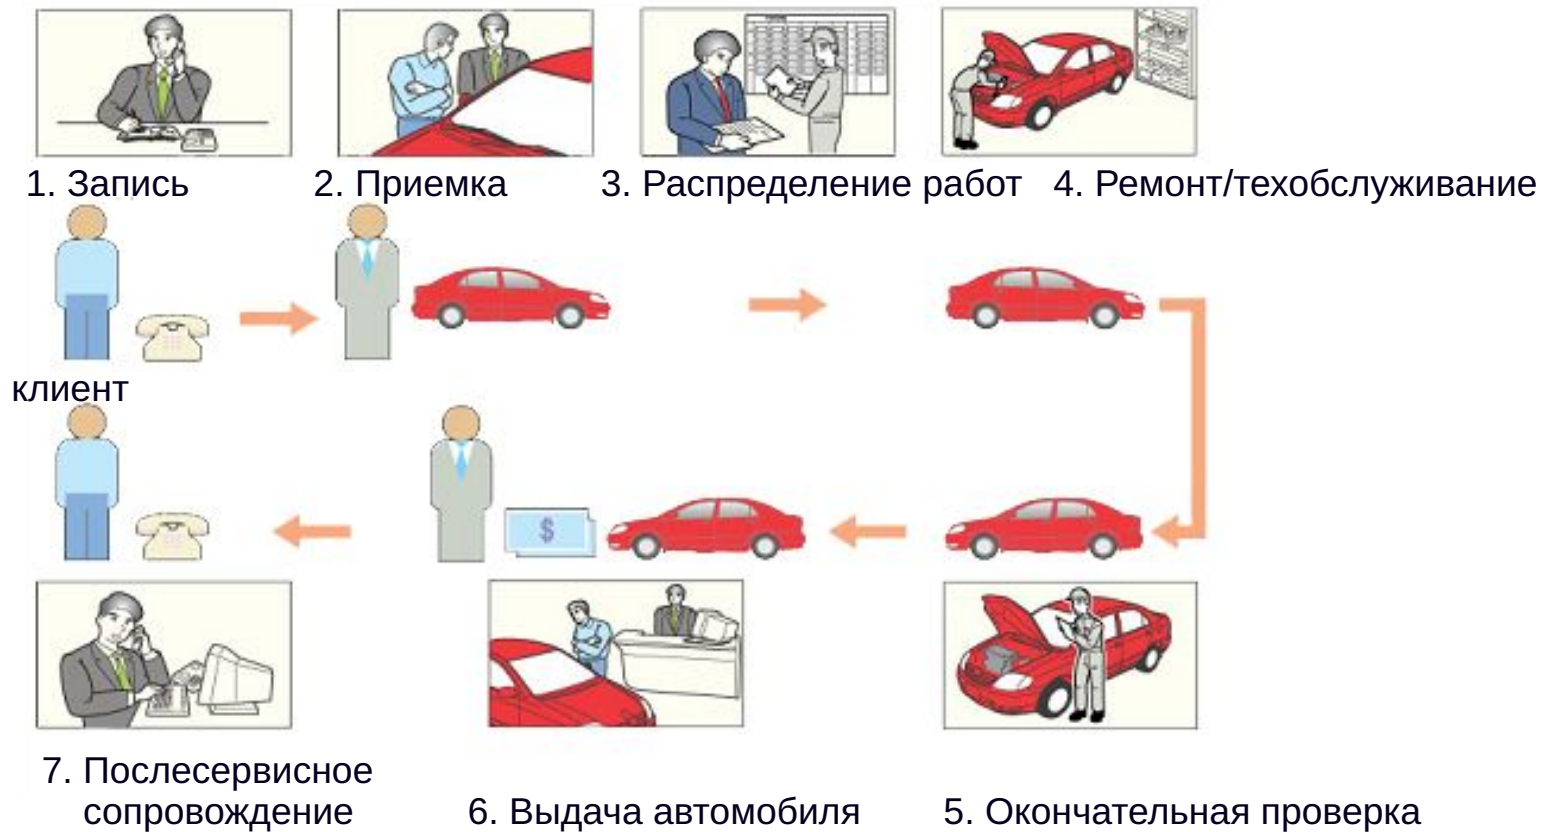 1. Запись
2. Приемка
3. Распределение работ
4. Ремонт/техобслуживание
клиент
$
7. Послесервисное
сопровождение
6. Выдача автомобиля
5. Окончательная проверка